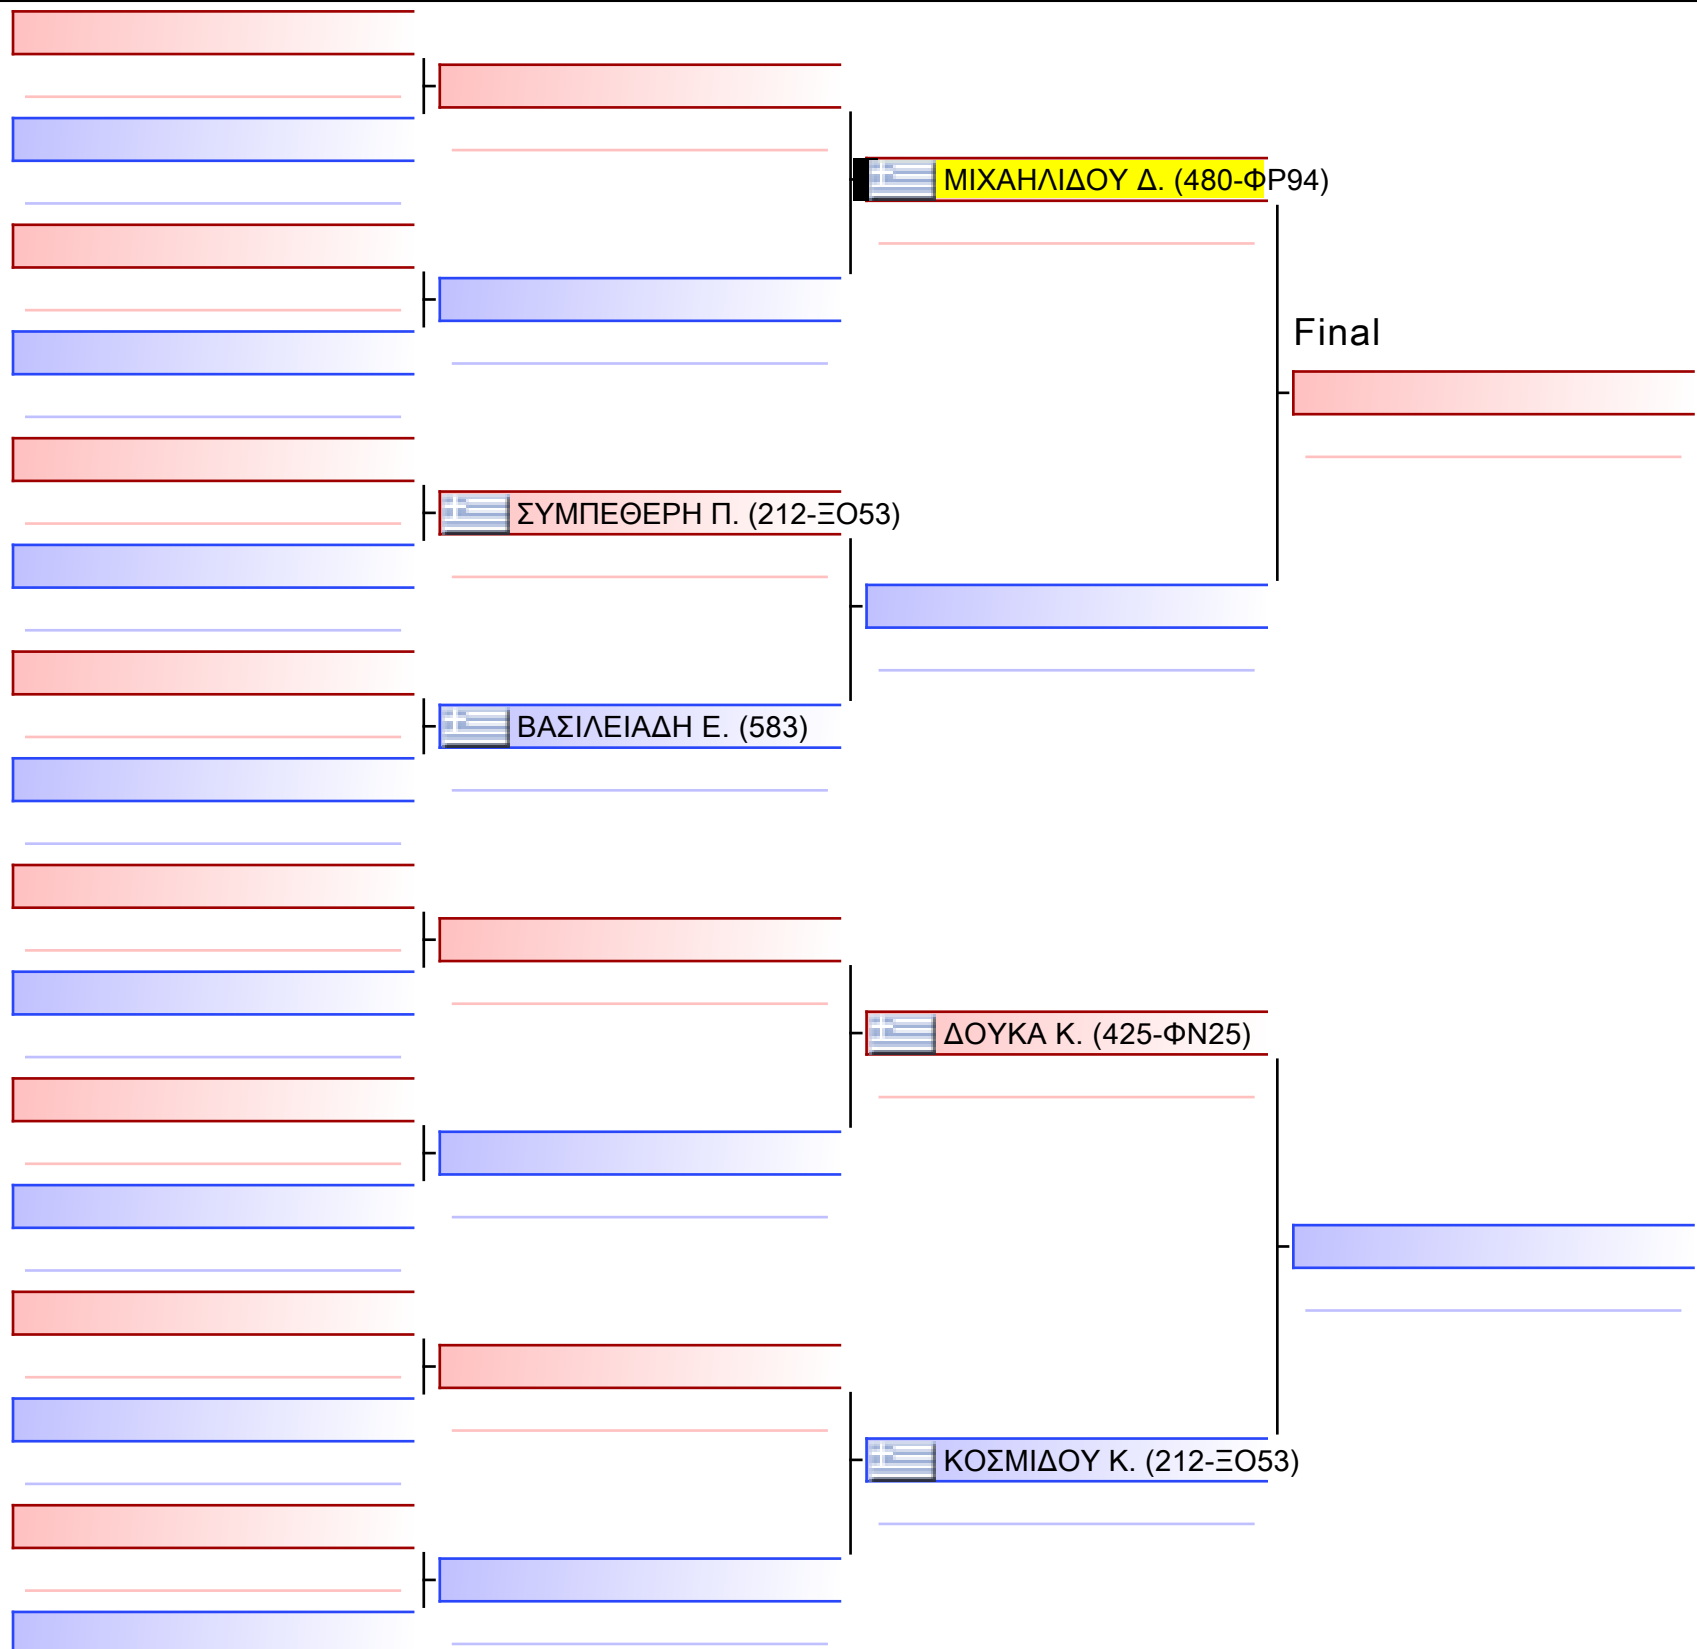 ΜΙΧΑΗΛΙΔΟΥ Δ. (480-ΦΡ94)
Final
ΣΥΜΠΕΘΕΡΗ Π. (212-ΞΟ53)
ΒΑΣΙΛΕΙΑΔΗ Ε. (583)
ΔΟΥΚΑ Κ. (425-ΦΝ25)
ΚΟΣΜΙΔΟΥ Κ. (212-ΞΟ53)